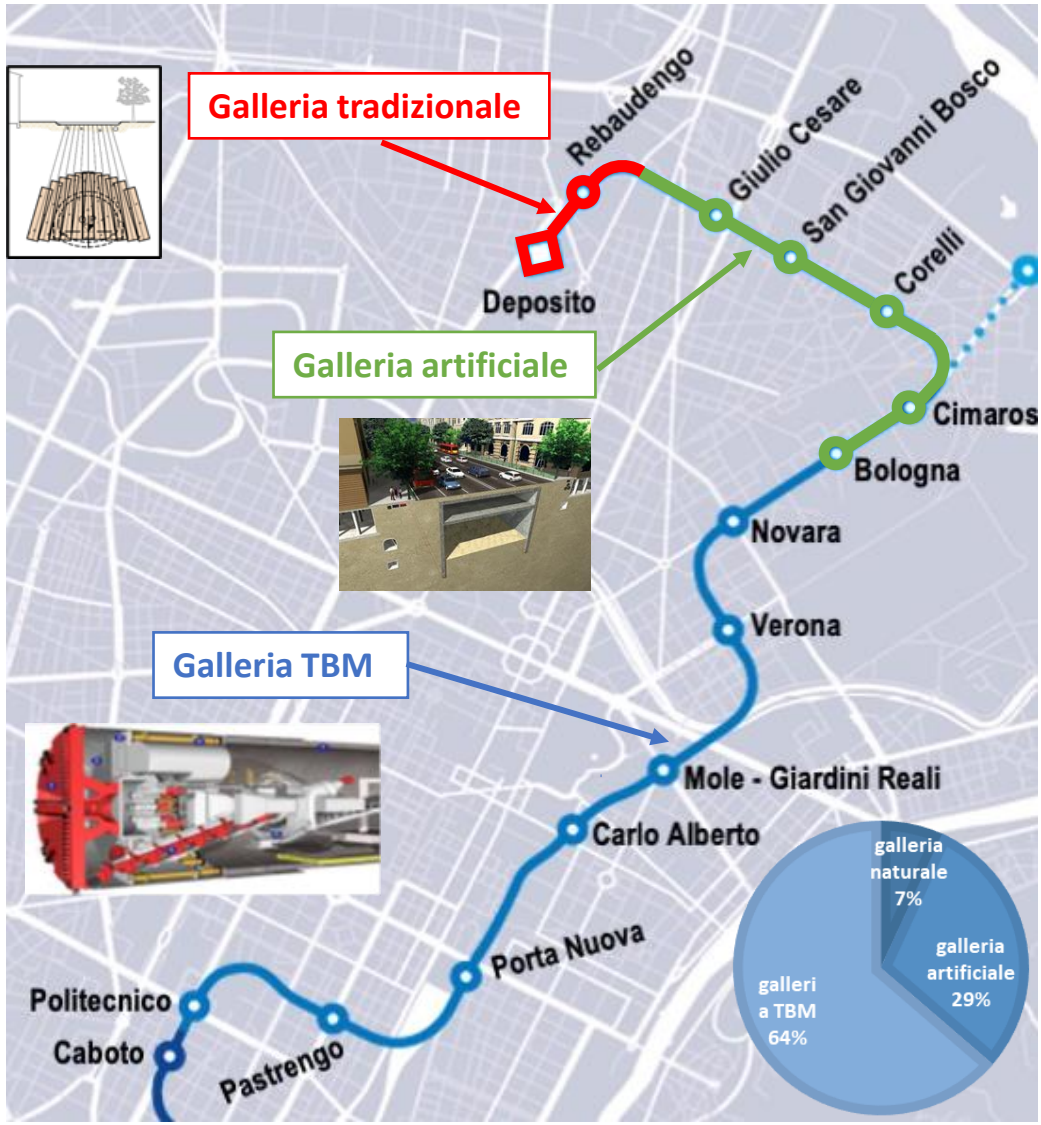 Galleria tradizionale
Rebaudengo
Giulio Cesare
San Giovanni Bosco
Corelli
Deposito
Galleria artificiale
Cimaros
Bologna
Novara
Verona
Galleria TBM
Mole - Giardini Reali
Carlo Alberto
Porta Nuova
Politecnico
Caboto
Pastrengo
galleria
naturale
7%
galleria
artificiale
29%
galleri
a TBM
64%